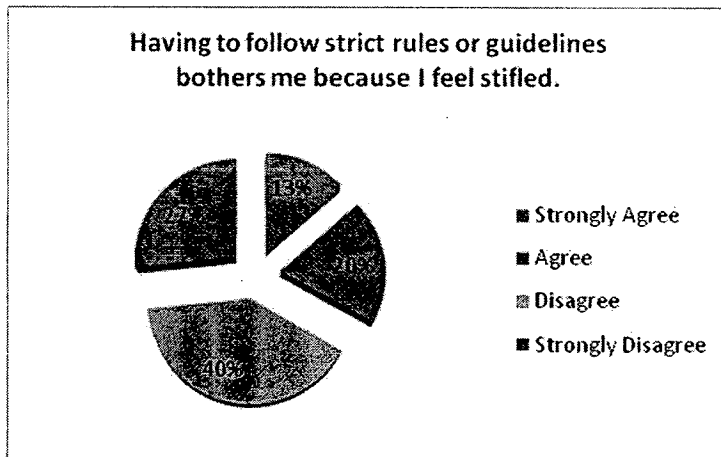 Having to follow strict rules or guidelines
bothers me because I feel stifled.
13%
27%
20%
40%
Strongly Agree
Agree
Disagree
Strongly Disagree